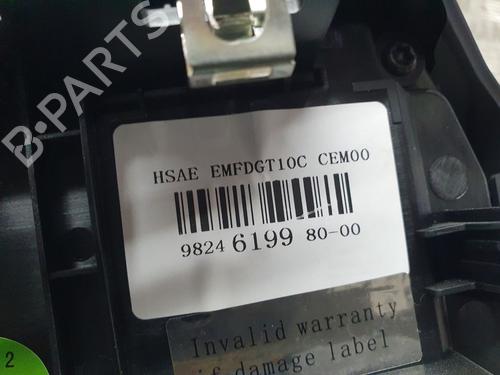 B-PARTS
HSAE EMFDGT10C CEM00
9824 6199 80-00
Invalid warranty
if damage label
2